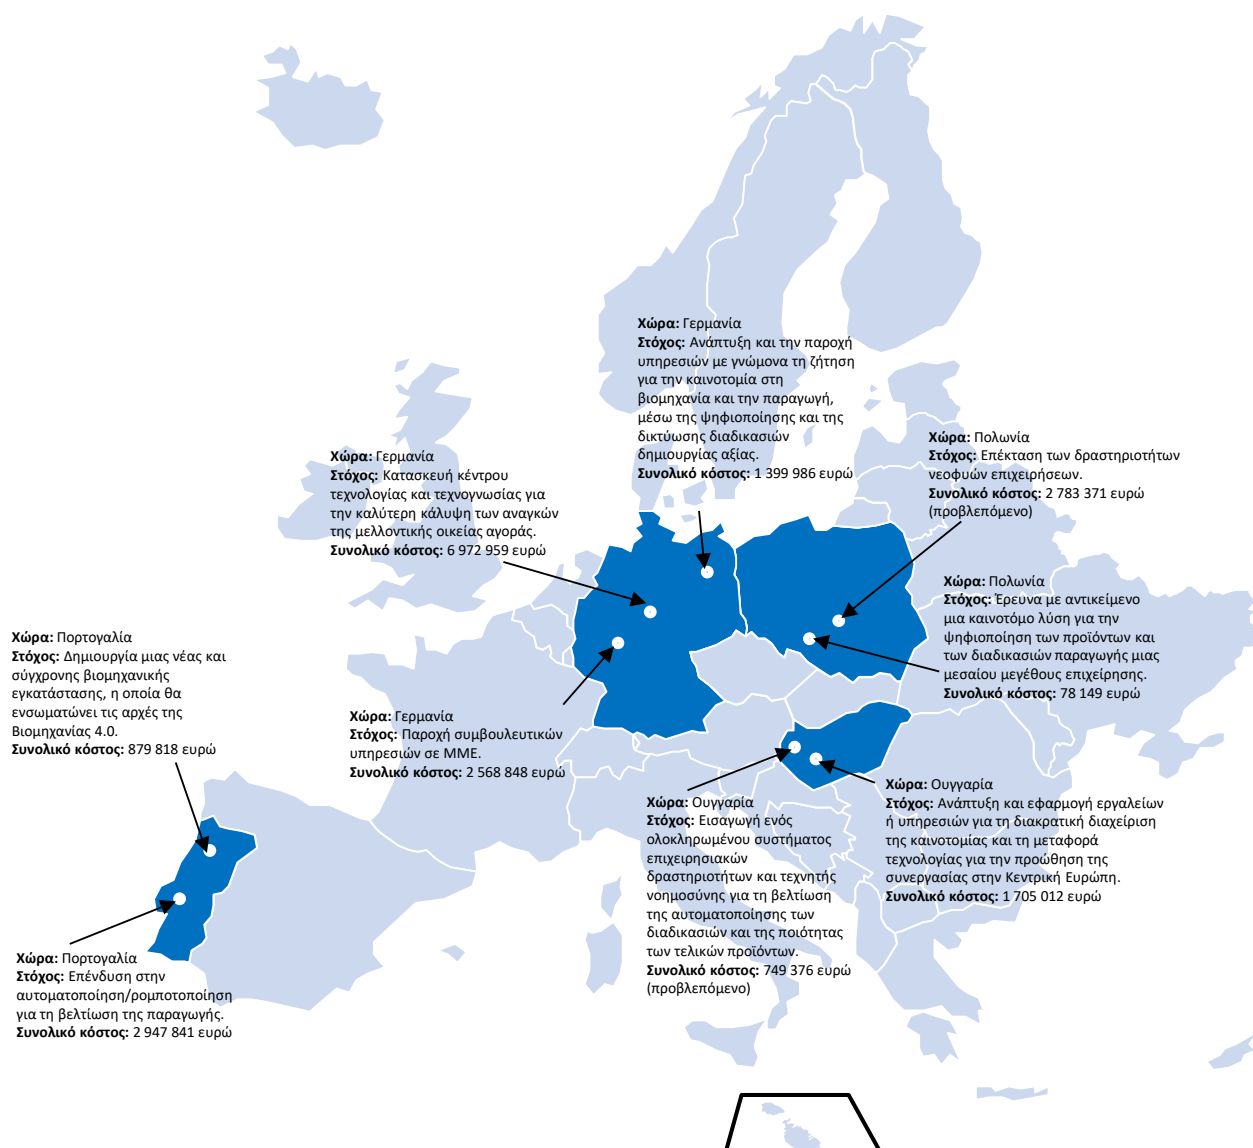 Χώρα: Γερμανία
Στόχος: Ανάπτυξη και την παροχή
υπηρεσιών με γνώμονα τη ζήτηση
για την καινοτομία στη
βιομηχανία και την παραγωγή,
μέσω της ψηφιοποίησης και της
δικτύωσης διαδικασιών
δημιουργίας αξίας.
Συνολικό κόστος: 1 399 986 ευρώ
Χώρα: Πολωνία
Στόχος: Επέκταση των δραστηριοτήτων
νεοφυών επιχειρήσεων.
Συνολικό κόστος: 2 783 371 ευρώ
(προβλεπόμενο)
Χώρα: Γερμανία
Στόχος: Κατασκευή κέντρου
τεχνολογίας και τεχνογνωσίας για
την καλύτερη κάλυψη των αναγκών
της μελλοντικής οικείας αγοράς.
Συνολικό κόστος: 6 972 959 ευρώ
Χώρα: Πολωνία
Στόχος: Έρευνα με αντικείμενο
μια καινοτόμο λύση για την
ψηφιοποίηση των προϊόντων και
των διαδικασιών παραγωγής μιας
μεσαίου μεγέθους επιχείρησης.
Συνολικό κόστος: 78 149 ευρώ
Χώρα: Πορτογαλία
Στόχος: Δημιουργία μιας νέας και
σύγχρονης βιομηχανικής
εγκατάστασης, η οποία θα
ενσωματώνει τις αρχές της
Βιομηχανίας 4.0.
Συνολικό κόστος: 879 818 ευρώ
Χώρα: Γερμανία
Στόχος: Παροχή συμβουλευτικών
υπηρεσιών σε ΜΜΕ.
Συνολικό κόστος: 2 568 848 ευρώ
Χώρα: Ουγγαρία
Στόχος: Εισαγωγή ενός
ολοκληρωμένου συστήματος
επιχειρησιακών
δραστηριοτήτων και τεχνητής
νοημοσύνης για τη βελτίωση
της αυτοματοποίησης των
διαδικασιών και της ποιότητας
των τελικών προϊόντων.
Συνολικό κόστος: 749 376 ευρώ
(προβλεπόμενο)
Χώρα: Ουγγαρία
Στόχος: Ανάπτυξη και εφαρμογή εργαλείων
ή υπηρεσιών για τη διακρατική διαχείριση
της καινοτομίας και τη μεταφορά
τεχνολογίας για την προώθηση της
συνεργασίας στην Κεντρική Ευρώπη.
Συνολικό κόστος: 1 705 012 ευρώ
Χώρα: Πορτογαλία
Στόχος: Επένδυση στην
αυτοματοποίηση/ρομποτοποίηση
για τη βελτίωση της παραγωγής.
Συνολικό κόστος: 2 947 841 ευρώ